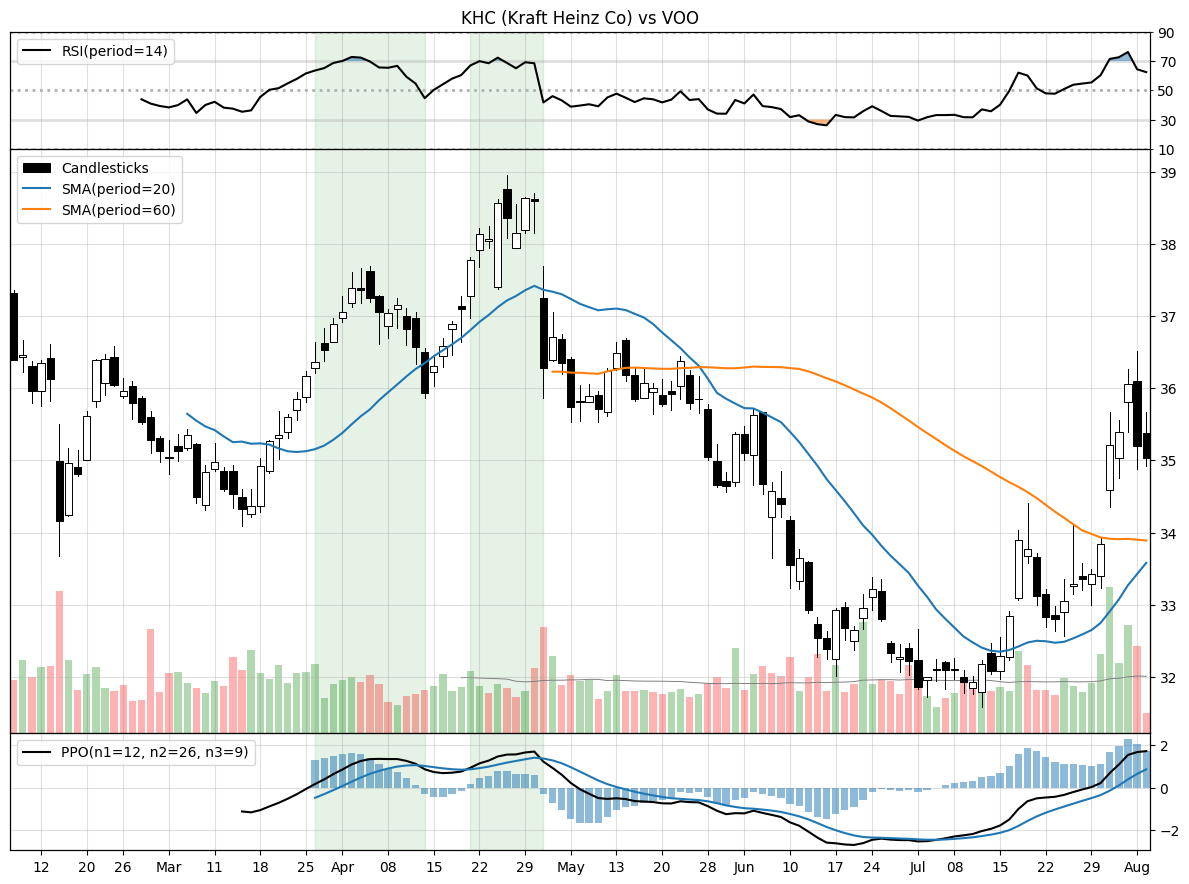 KHC (Kraft Heinz Co) vs VOO
RSI(period=14)
90
70
50
30
10
Candlesticks
SMA(period=20)
SMA(period=60)
39
38
37
36
35
34
33
32
PPO(n1=12, n2=26, n3=9)
2
0
−2
12 20 26 Mar 11 18 25 Apr 08 15 22 29 May 13 20 28 Jun 10 17 24 Jul 08 15 22 29 Aug